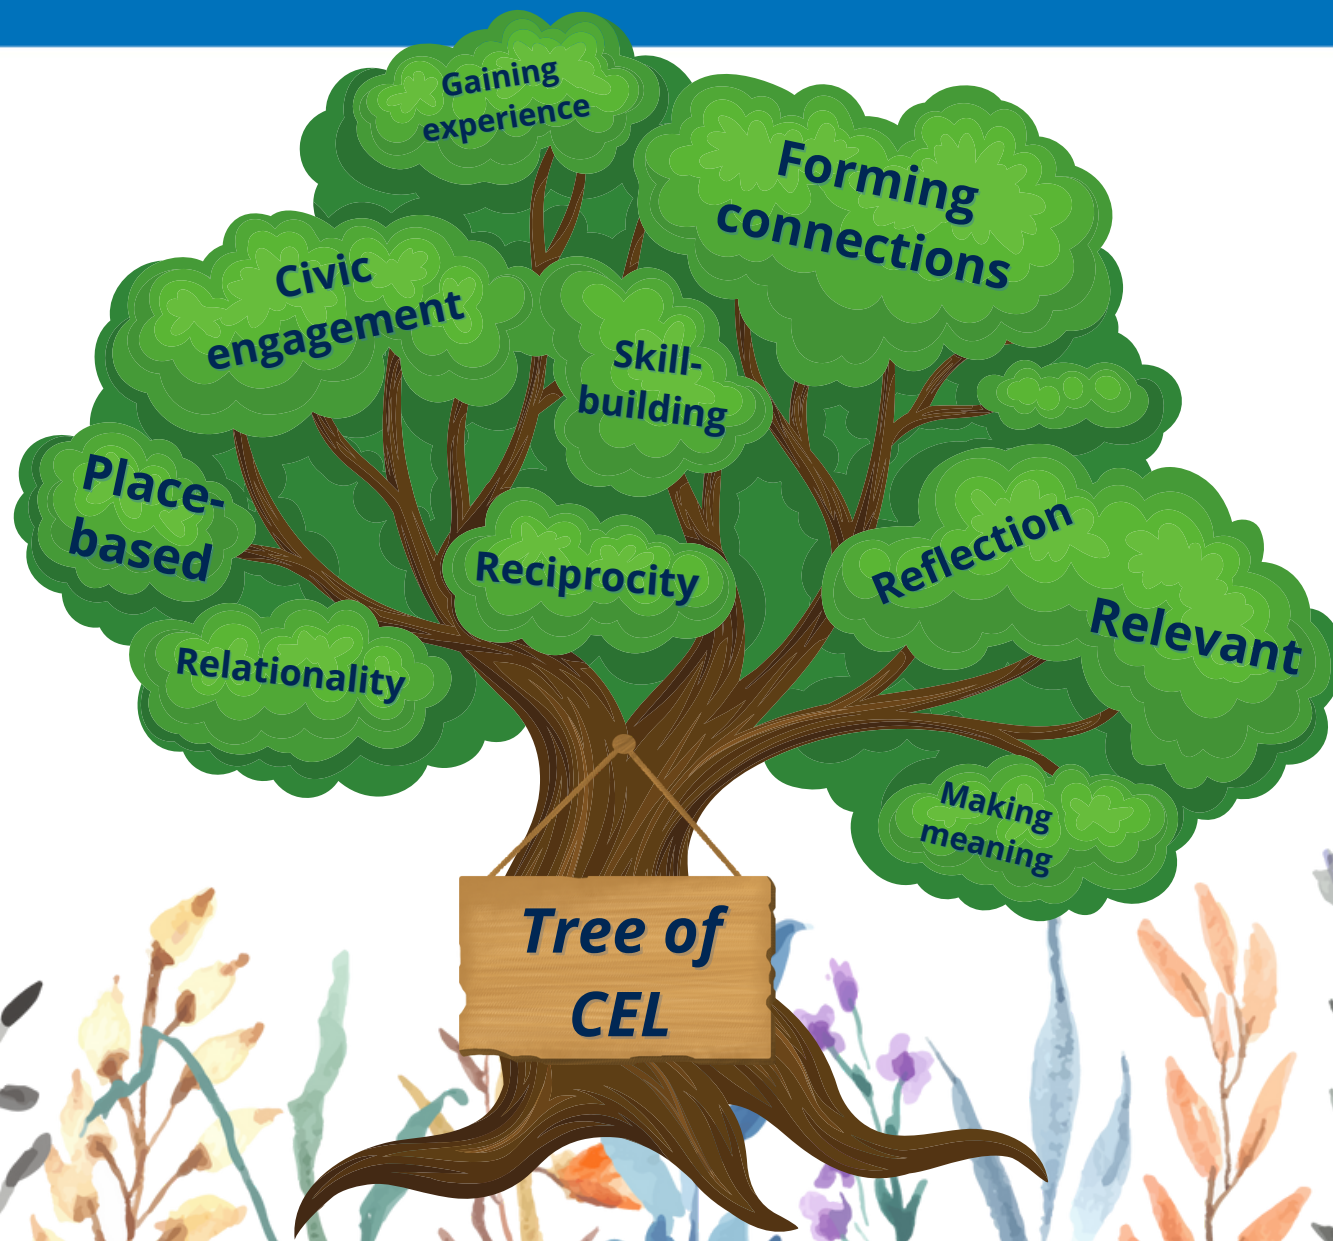 Gaining
experience
Forming
connections
Civic
engagement
Skill-
building
Place-
based
Reciprocity
Reflection
Relevant
Relationality
Making
meaning
Tree of
CEL